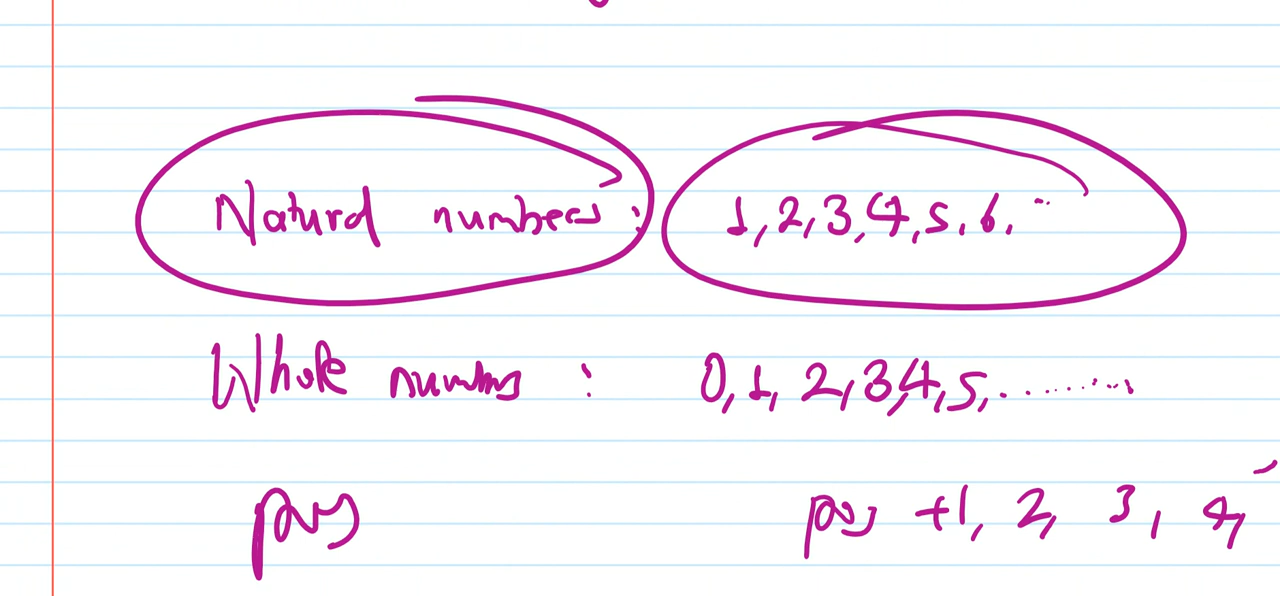 Natural numbers : 1, 2, 3, 4, 5, 6, ...
Whole numbers : 0, 1, 2, 3, 4, 5, .........
pos pos +1, 2, 3, 4,